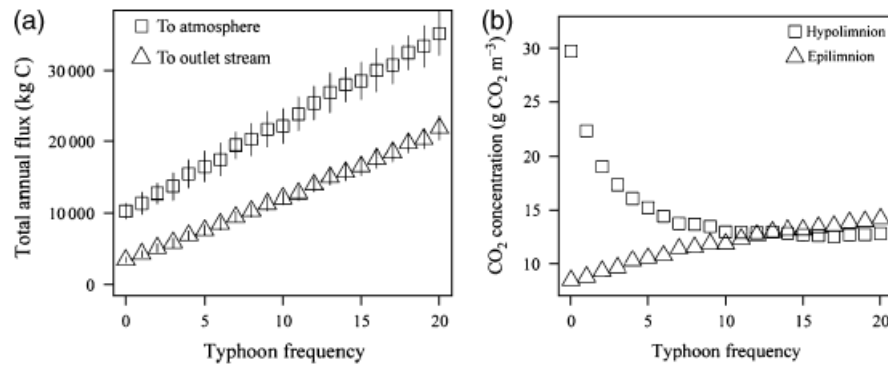 (a)
To atmosphere
To outlet stream
Total annual flux (kg C)
30 000
20 000
10 000
0
0 5 10 15 20
Typhoon frequency
(b)
Hypolimnion
Epilimnion
CO₂ concentration (g CO₂ m⁻³)
30
25
20
15
10
0 5 10 15 20
Typhoon frequency